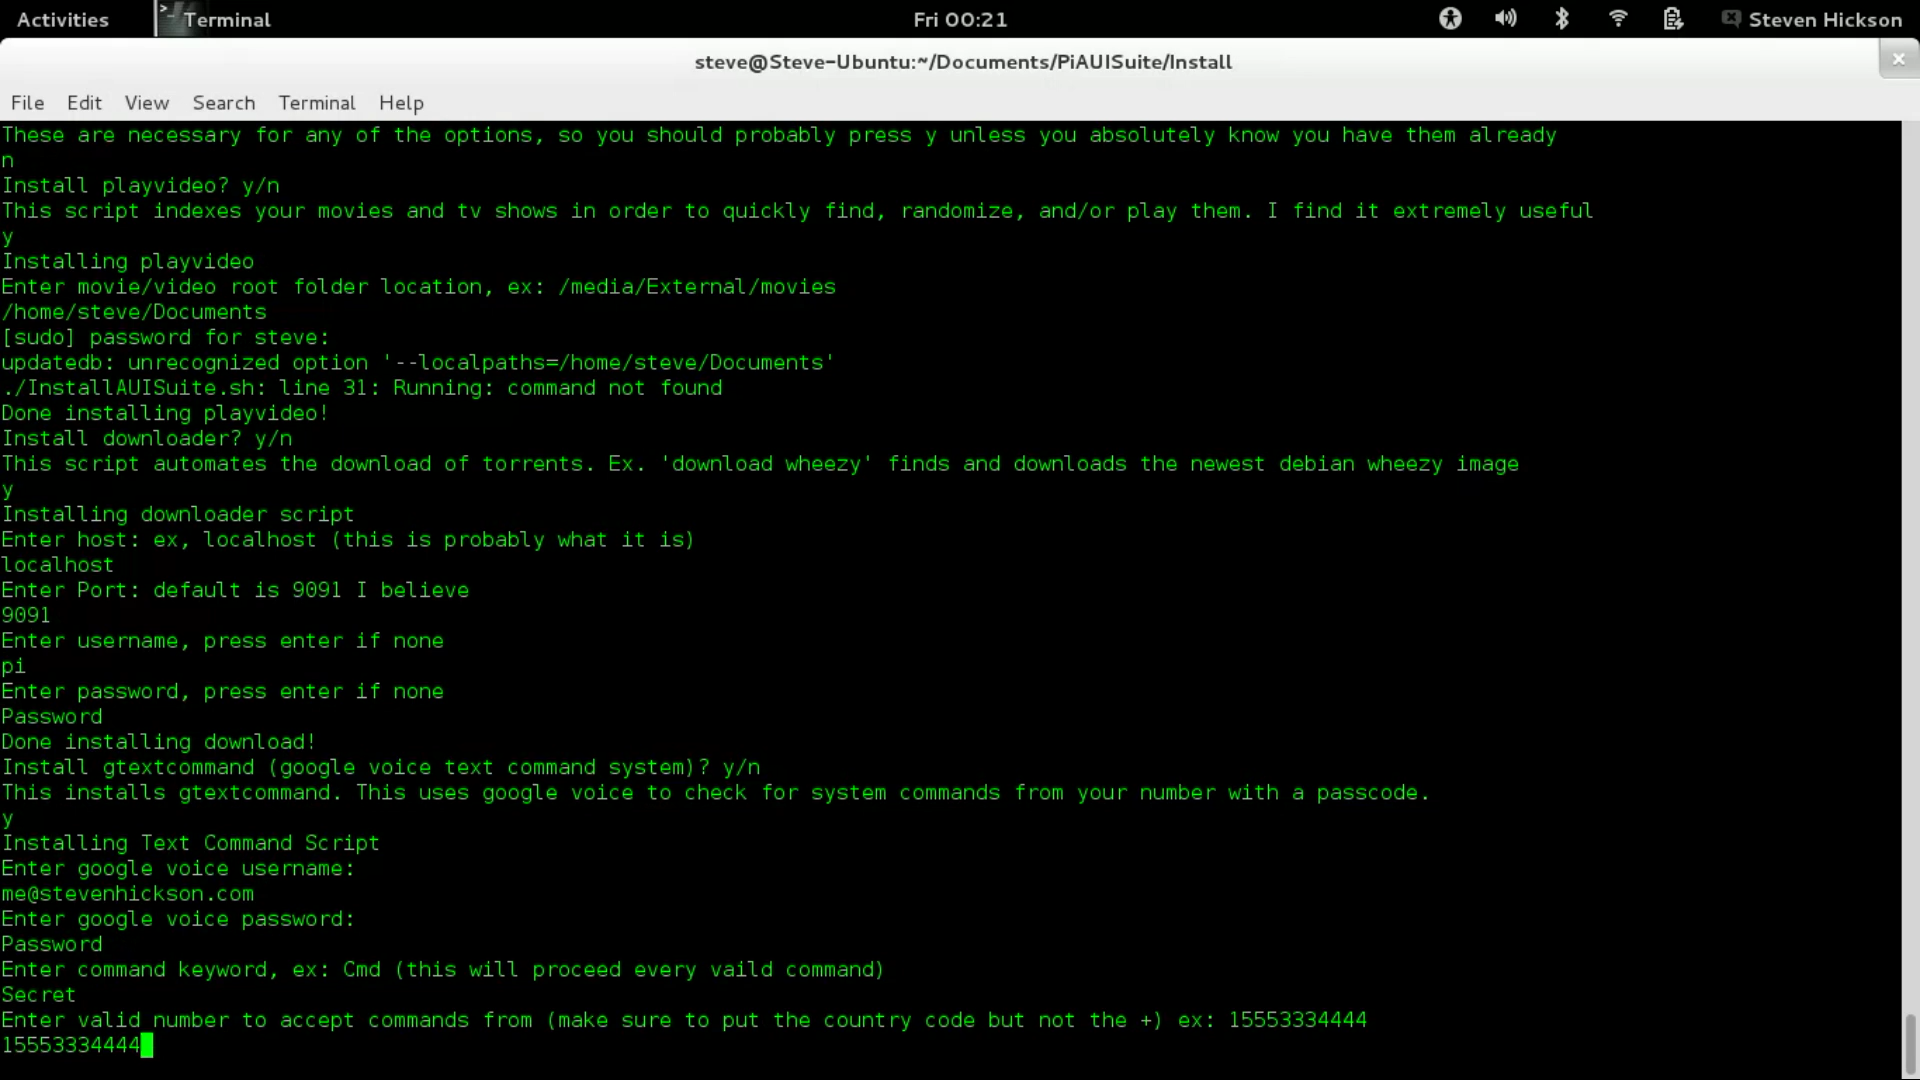 Activities Terminal Fri 00:21 Steven Hickson
steve@Steve-Ubuntu:~/Documents/PiAUISuite/Install
File Edit View Search Terminal Help
These are necessary for any of the options, so you should probably press y unless you absolutely know you have them already
n
Install playvideo? y/n
This script indexes your movies and tv shows in order to quickly find, randomize, and/or play them. I find it extremely useful
y
Installing playvideo
Enter movie/video root folder location, ex: /media/External/movies
/home/steve/Documents
[sudo] password for steve:
updatedb: unrecognized option '--localpaths=/home/steve/Documents'
./InstallAUISuite.sh: line 31: Running: command not found
Done installing playvideo!
Install downloader? y/n
This script automates the download of torrents. Ex. 'download wheezy' finds and downloads the newest debian wheezy image
y
Installing downloader script
Enter host: ex, localhost (this is probably what it is)
localhost
Enter Port: default is 9091 I believe
9091
Enter username, press enter if none
pi
Enter password, press enter if none
Password
Done installing download!
Install gtextcommand (google voice text command system)? y/n
This installs gtextcommand. This uses google voice to check for system commands from your number with a passcode.
y
Installing Text Command Script
Enter google voice username:
me@stevenhickson.com
Enter google voice password:
Password
Enter command keyword, ex: Cmd (this will proceed every vaild command)
Secret
Enter valid number to accept commands from (make sure to put the country code but not the +) ex: 15553334444
15553334444